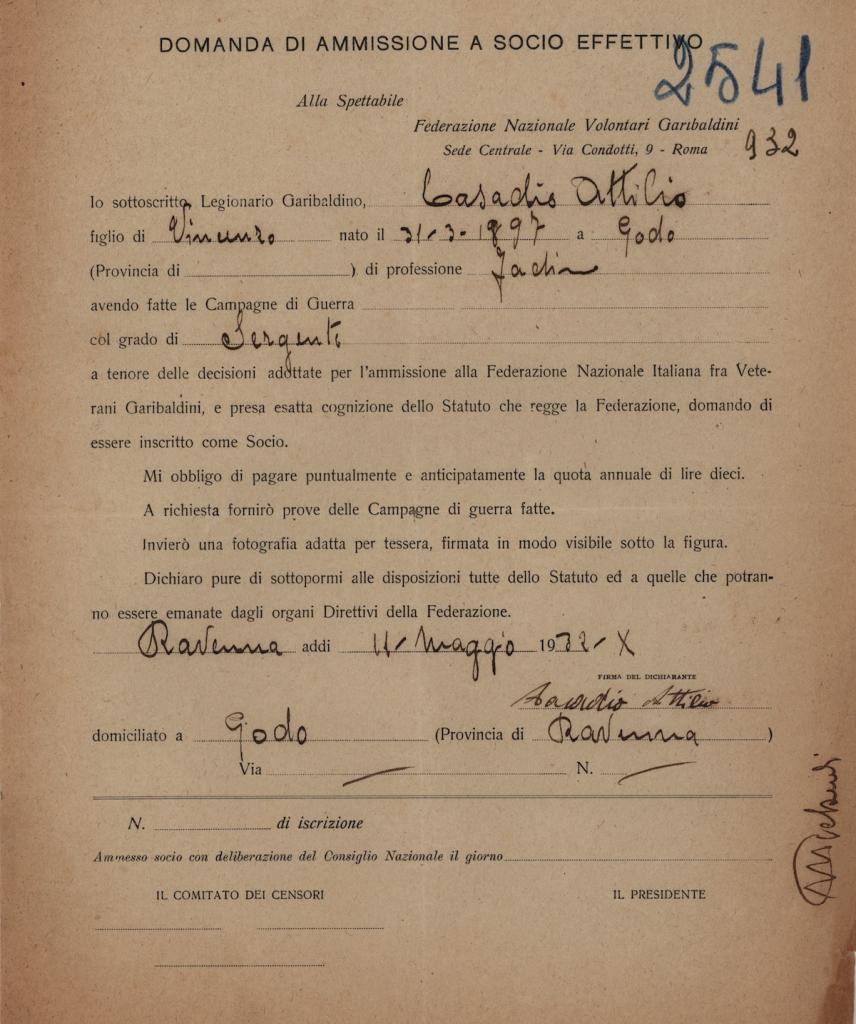 DOMANDA DI AMMISSIONE A SOCIO EFFETTIVO
2541
Alla Spettabile
Federazione Nazionale Volontari Garibaldini
Sede Centrale - Via Condotti, 9 - Roma
932
Io sottoscritto, Legionario Garibaldino, Casadio Attilio
figlio di Vincenzo nato il 31-3-1897 a Godo
(Provincia di ) di professione
avendo fatte le Campagne di Guerra
col grado di Sergente
a tenore delle decisioni adottate per l'ammissione alla Federazione Nazionale Italiana fra Vete-
rani Garibaldini, e presa esatta cognizione dello Statuto che regge la Federazione, domando di
essere inscritto come Socio.
Mi obbligo di pagare puntualmente e anticipatamente la quota annuale di lire dieci.
A richiesta fornirò prove delle Campagne di guerra fatte.
Invierò una fotografia adatta per tessera, firmata in modo visibile sotto la figura.
Dichiaro pure di sottopormi alle disposizioni tutte dello Statuto ed a quelle che potran-
no essere emanate dagli organi Direttivi della Federazione.
Ravenna addi 11- Maggio 1932-X
FIRMA DEL DICHIARANTE
Casadio Attilio
domiciliato a Godo (Provincia di Ravenna )
Via N.
N. di iscrizione
Ammesso socio con deliberazione del Consiglio Nazionale il giorno
IL COMITATO DEI CENSORI IL PRESIDENTE